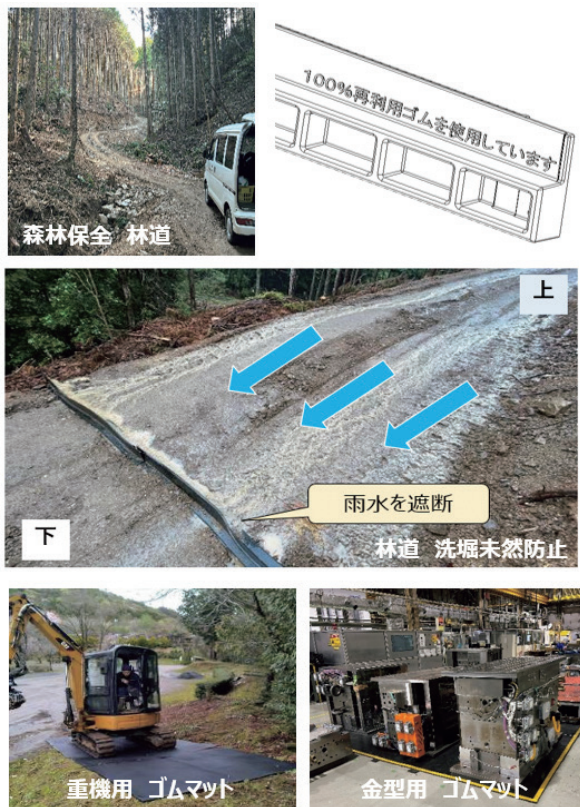 森林保全 林道
100%再利用ゴムを使用しています
上
雨水を遮断
下
林道 洗堀未然防止
重機用 ゴムマット
金型用 ゴムマット